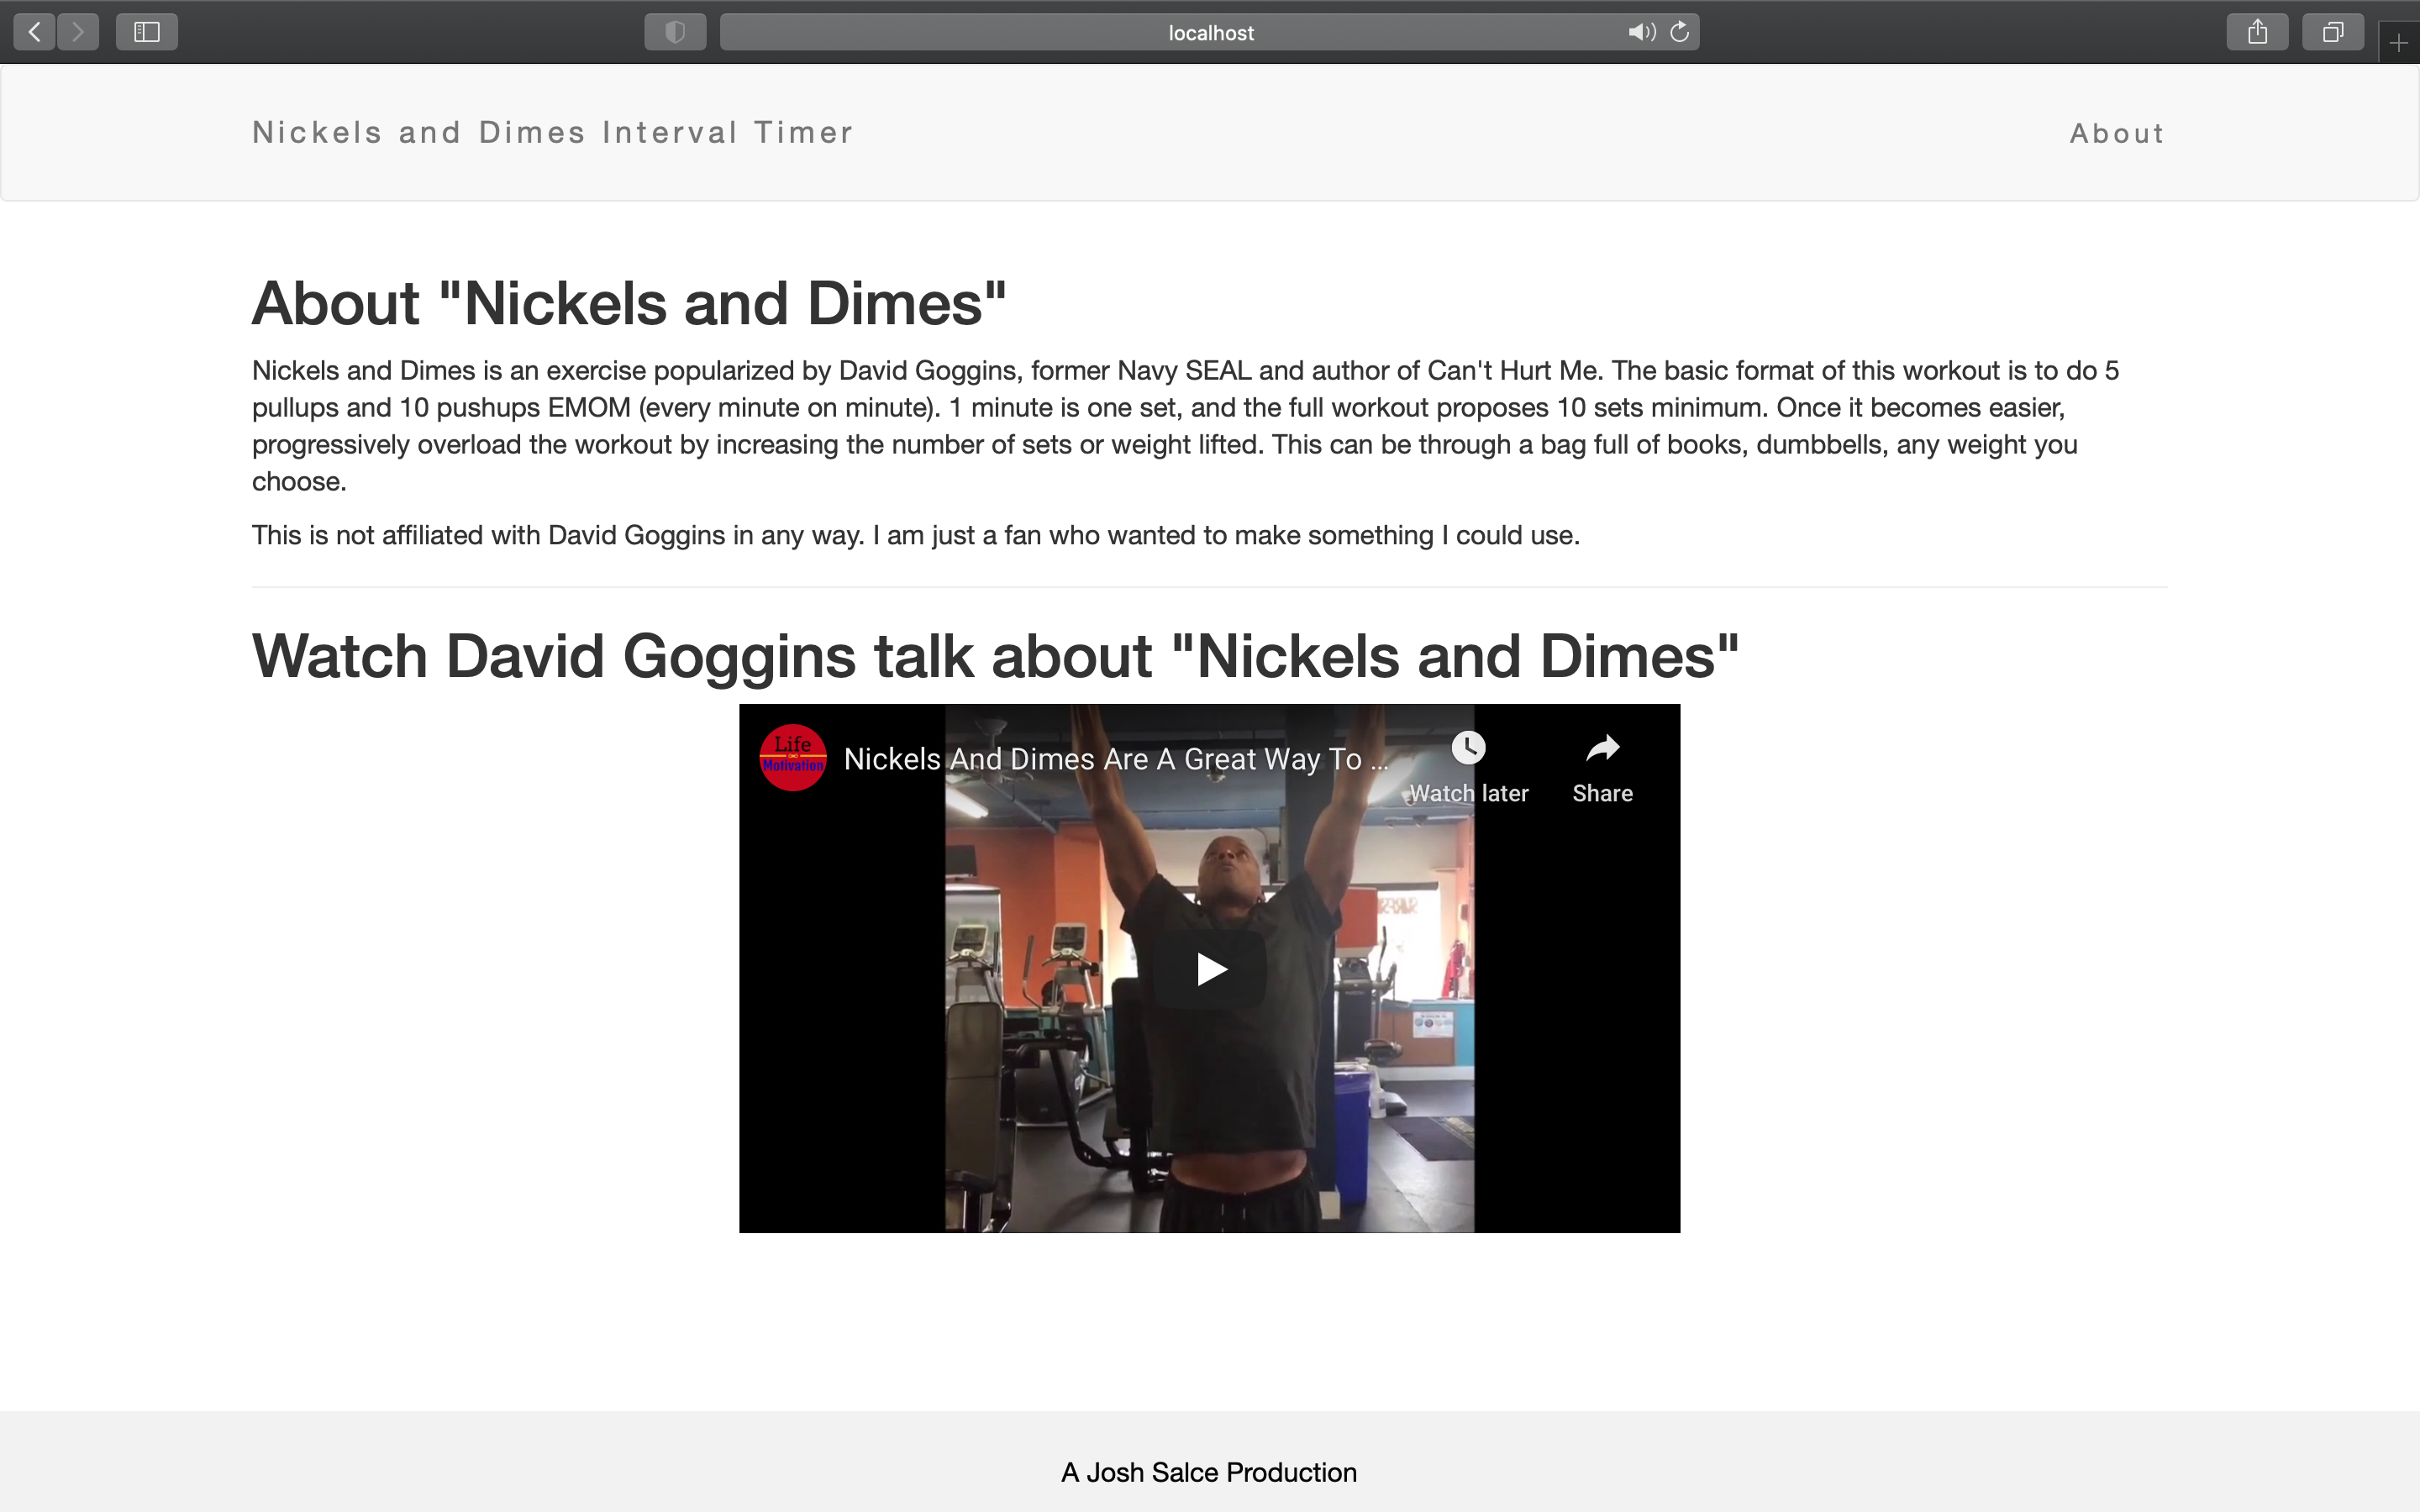 localhost
Nickels and Dimes Interval Timer
About
About "Nickels and Dimes"
Nickels and Dimes is an exercise popularized by David Goggins, former Navy SEAL and author of Can't Hurt Me. The basic format of this workout is to do 5
pullups and 10 pushups EMOM (every minute on minute). 1 minute is one set, and the full workout proposes 10 sets minimum. Once it becomes easier,
progressively overload the workout by increasing the number of sets or weight lifted. This can be through a bag full of books, dumbbells, any weight you
choose.
This is not affiliated with David Goggins in any way. I am just a fan who wanted to make something I could use.
Watch David Goggins talk about "Nickels and Dimes"
Life
Motivation
Nickels And Dimes Are A Great Way To ...
Watch later
Share
A Josh Salce Production